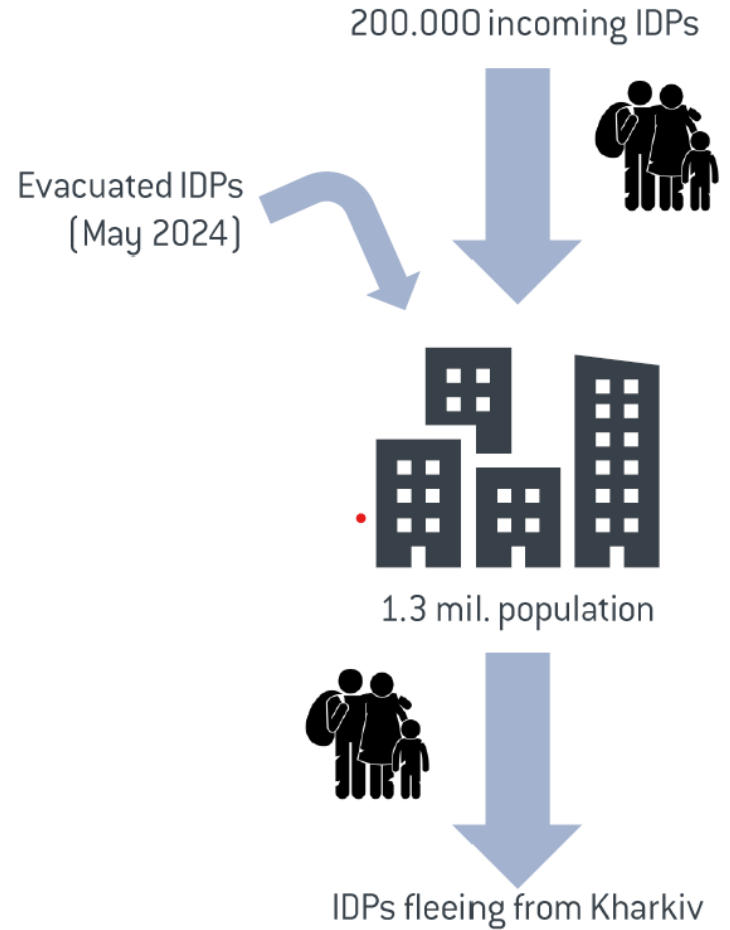 200.000 incoming IDPs
Evacuated IDPs
(May 2024)
1.3 mil. population
IDPs fleeing from Kharkiv